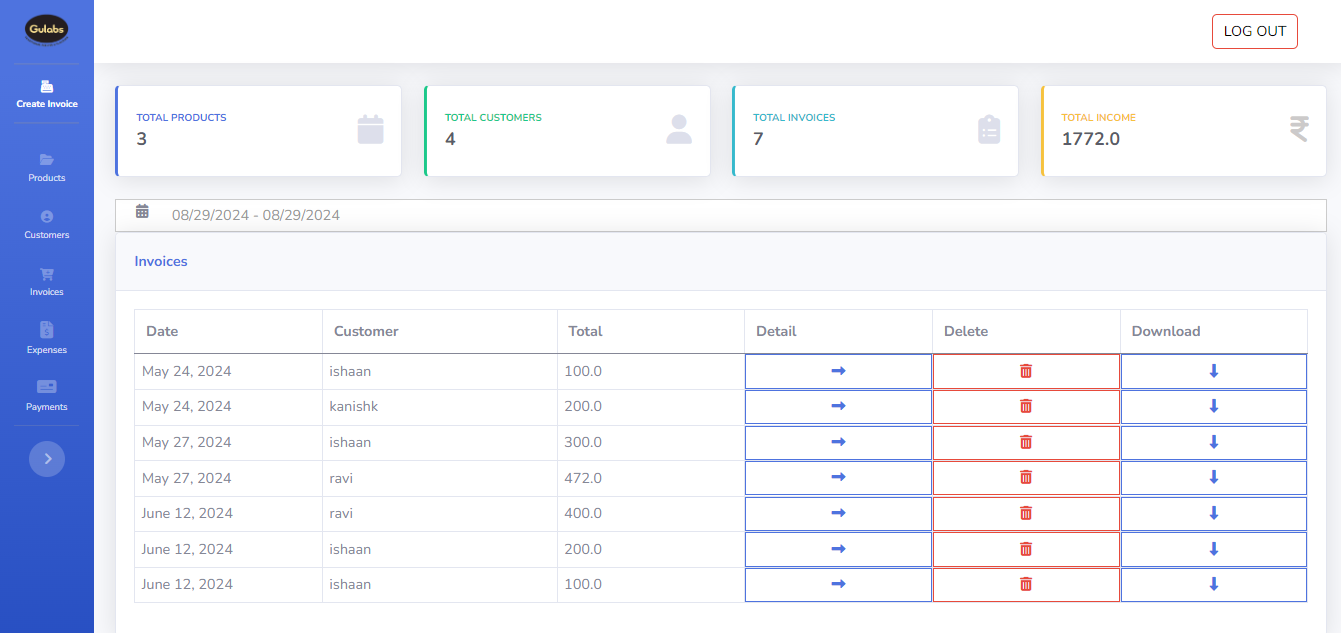 Gulabs
LOG OUT
Create Invoice
Products
Customers
Invoices
Expenses
Payments
TOTAL PRODUCTS
3
TOTAL CUSTOMERS
4
TOTAL INVOICES
7
TOTAL INCOME
1772.0
08/29/2024 - 08/29/2024
Invoices
Date Customer Total Detail Delete Download
May 24, 2024 ishaan 100.0
May 24, 2024 kanishk 200.0
May 27, 2024 ishaan 300.0
May 27, 2024 ravi 472.0
June 12, 2024 ravi 400.0
June 12, 2024 ishaan 200.0
June 12, 2024 ishaan 100.0